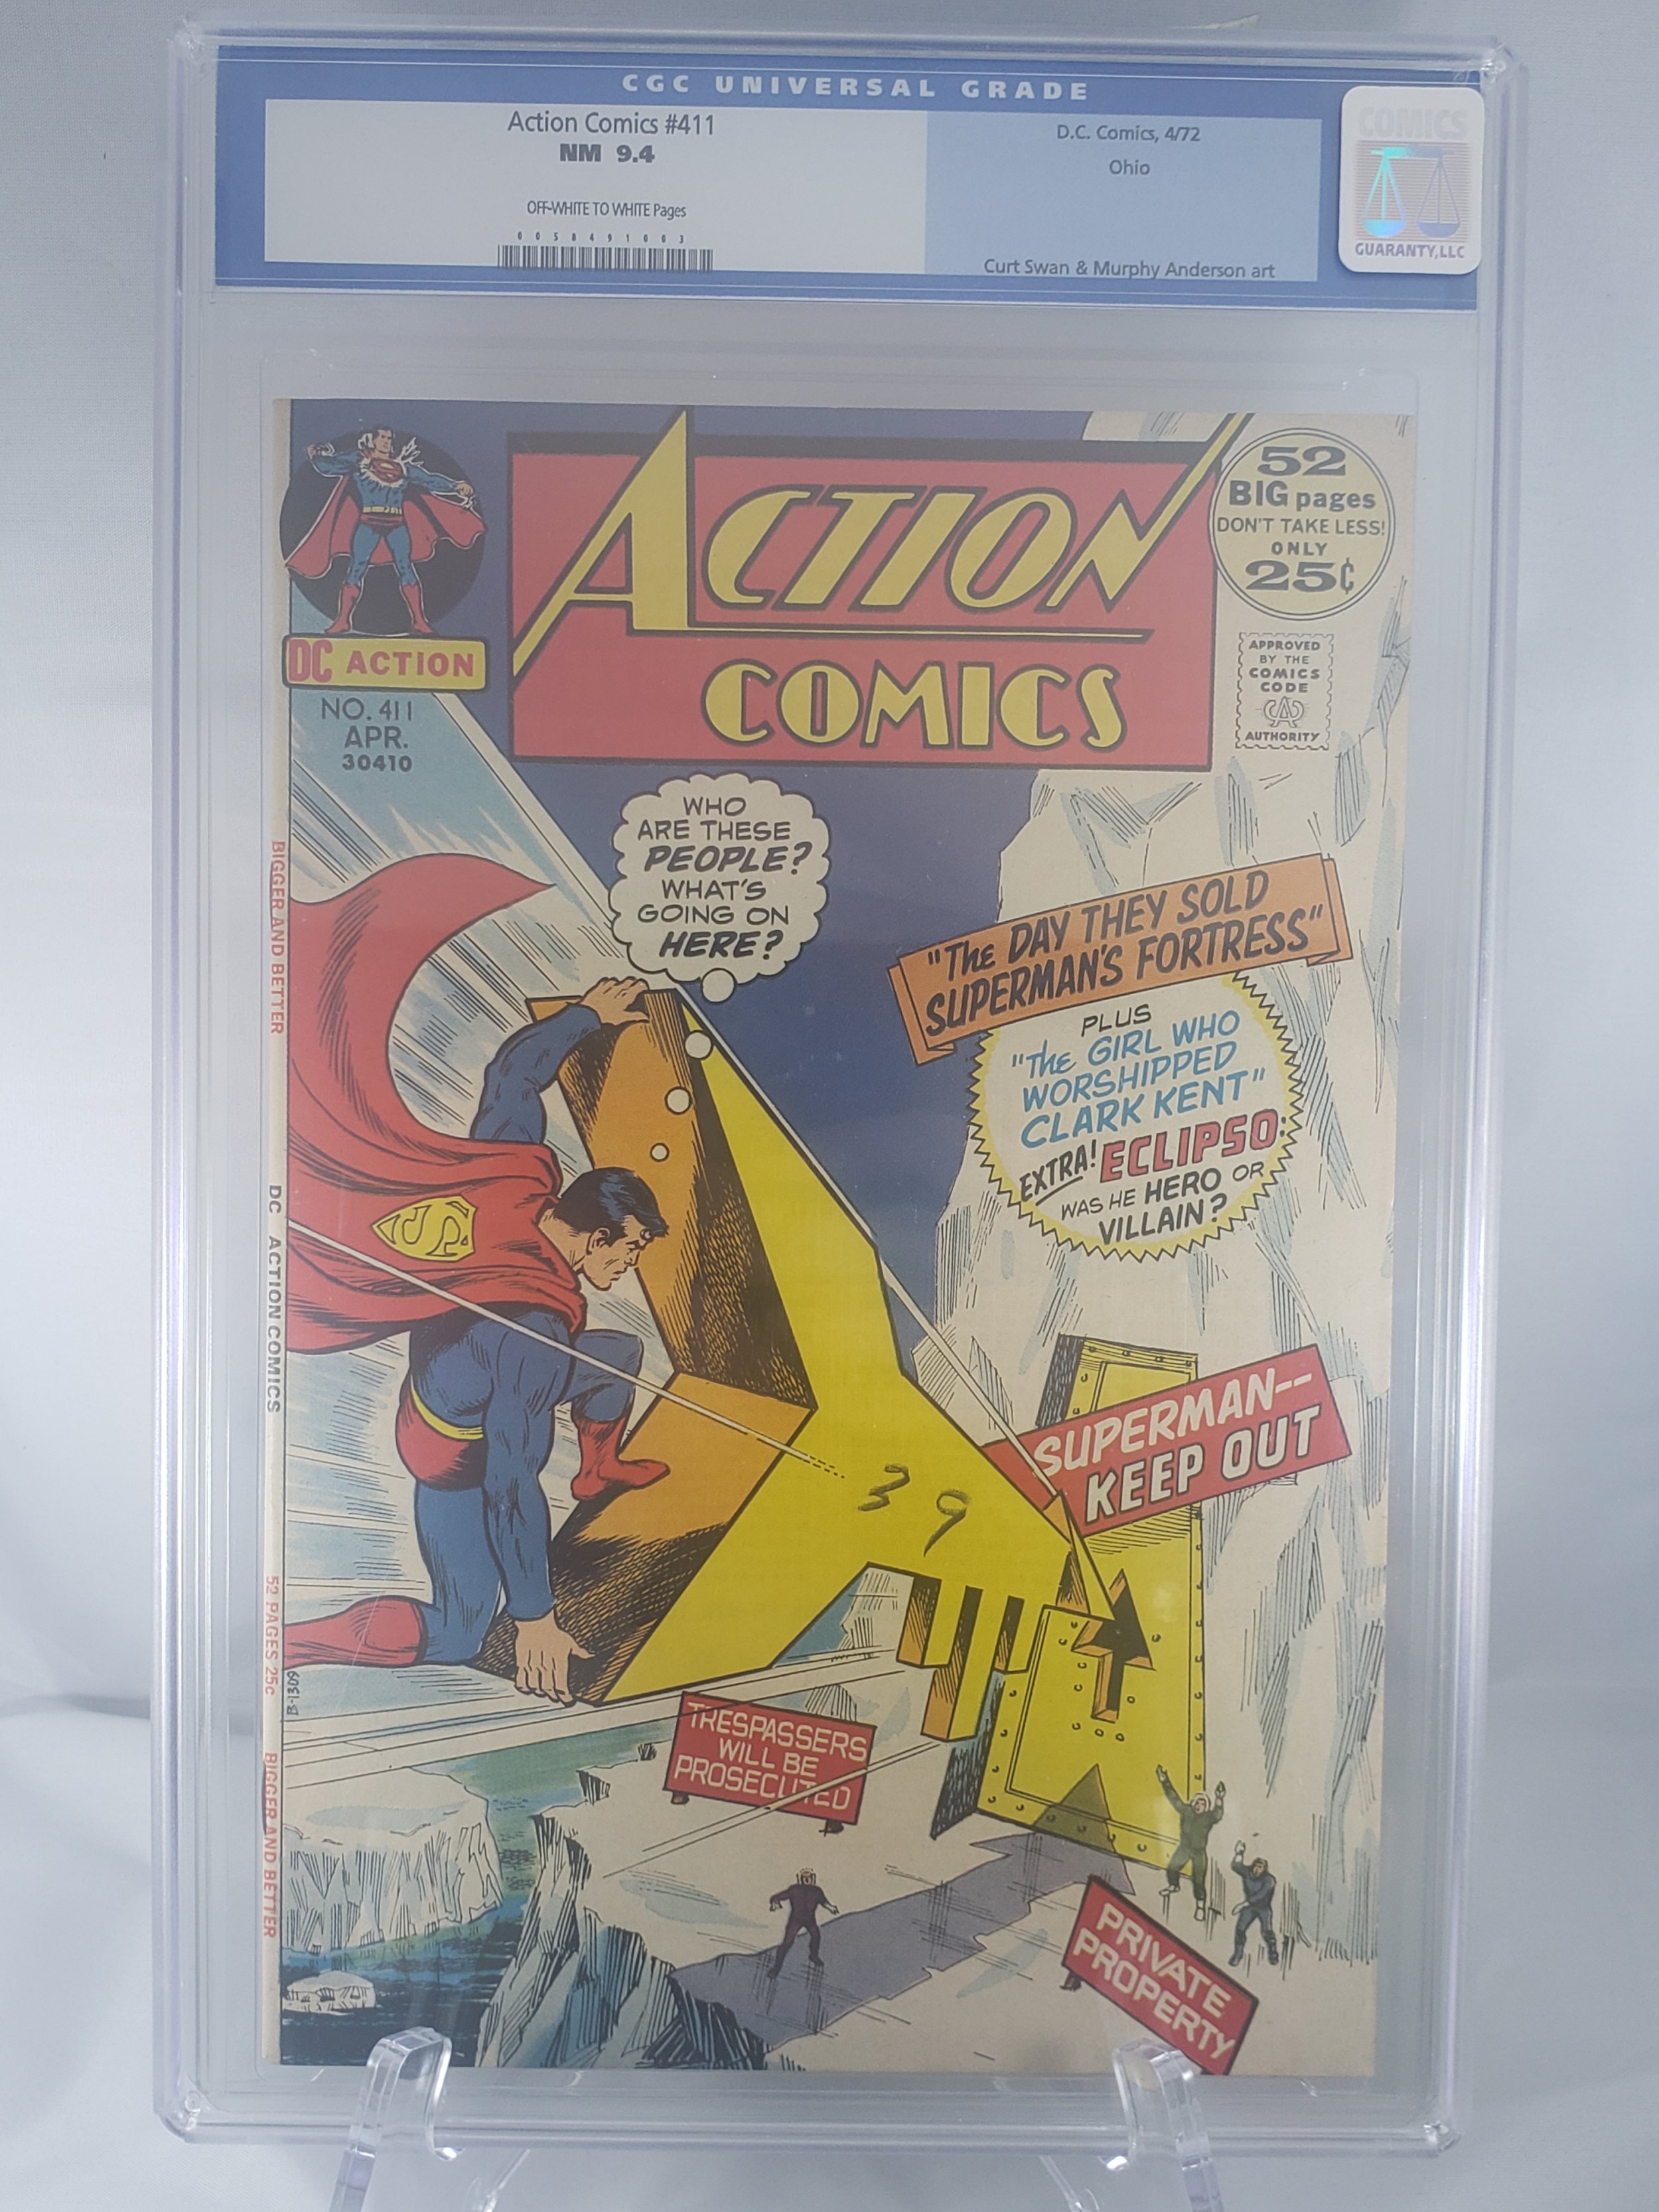 CGC UNIVERSAL GRADE
Action Comics #411
NM 9.4
OFF-WHITE TO WHITE Pages
0058491003
D.C. Comics, 4/72
Ohio
Curt Swan & Murphy Anderson art
COMICS
GUARANTY,LLC
DC ACTION
NO. 411
APR.
30410
ACTION
COMICS
52
BIG pages
DON'T TAKE LESS!
ONLY
25¢
APPROVED
BY THE
COMICS
CODE
CA
AUTHORITY
WHO
ARE THESE
PEOPLE?
WHAT'S
GOING ON
HERE?
"The DAY THEY SOLD
SUPERMAN'S FORTRESS"
PLUS
"The GIRL WHO
WORSHIPPED
CLARK KENT"
EXTRA! ECLIPSO:
WAS HE HERO OR
VILLAIN?
S
SUPERMAN--
KEEP OUT
39
TRESPASSERS
WILL BE
PROSECUTED
PRIVATE
PROPERTY
BIGGER AND BETTER
DC ACTION COMICS
52 PAGES 25c
BIGGER AND BETTER
B-1309